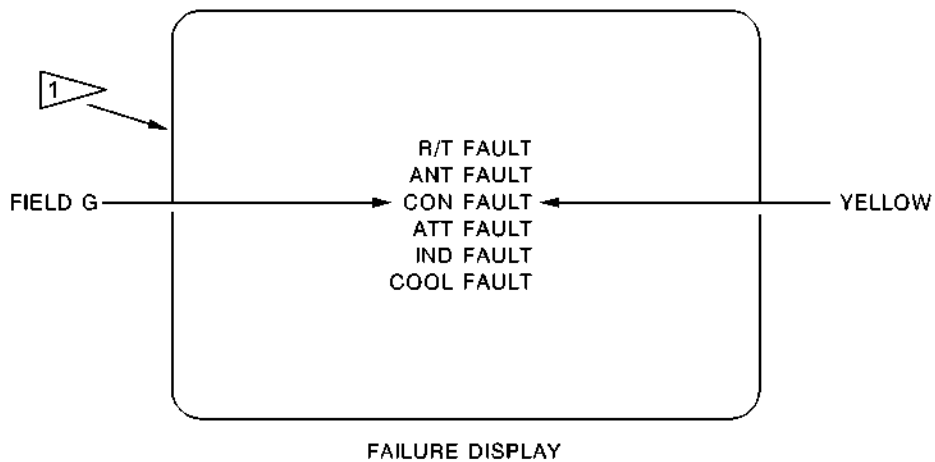 1
R/T FAULT
ANT FAULT
FIELD G CON FAULT YELLOW
ATT FAULT
IND FAULT
COOL FAULT
FAILURE DISPLAY